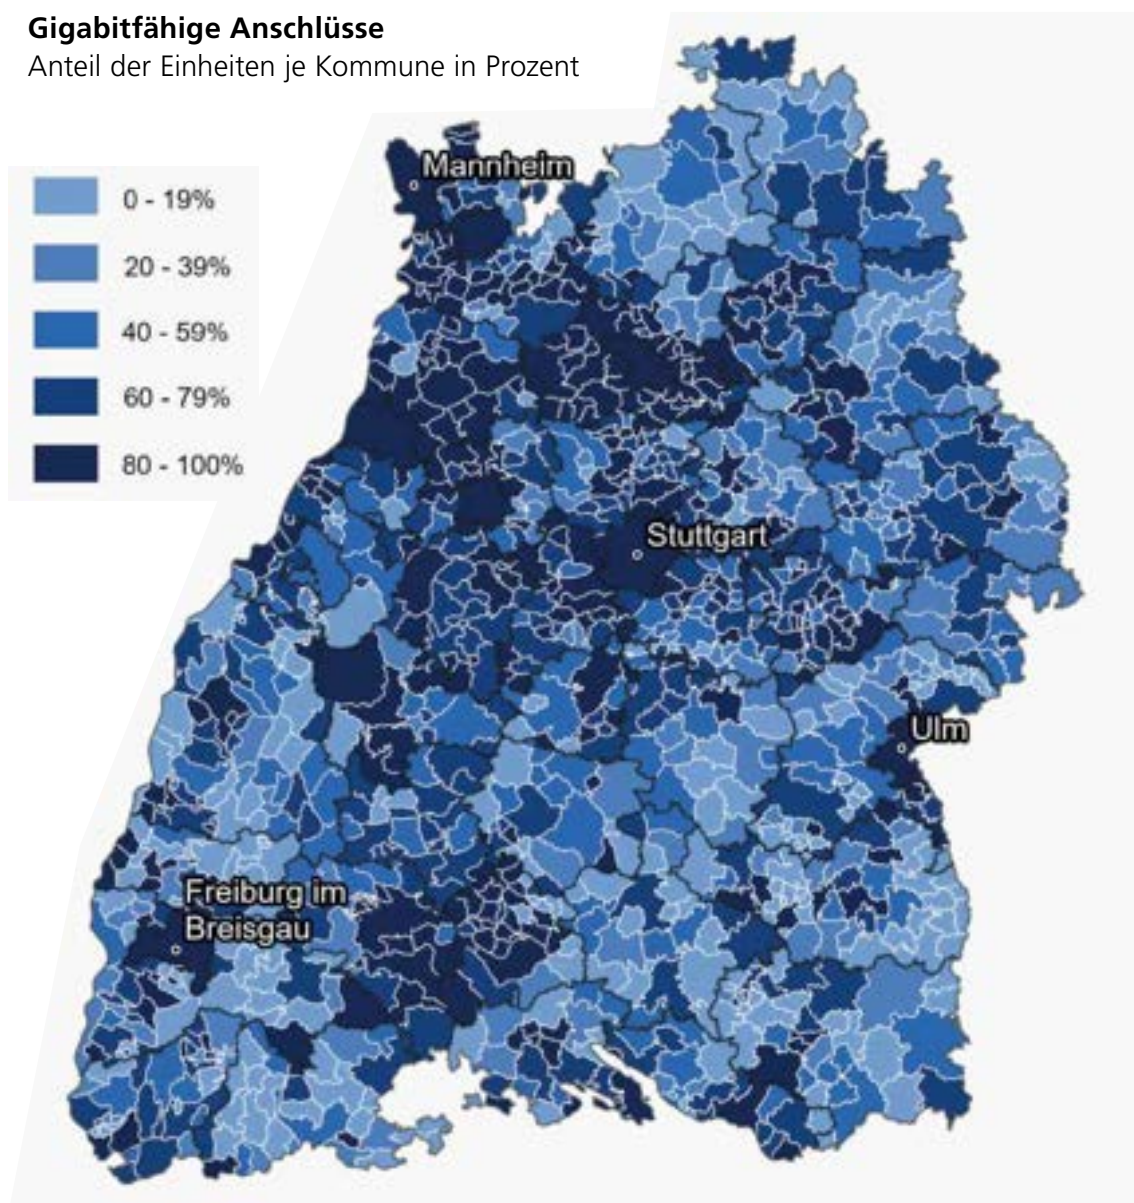 Gigabitfähige Anschlüsse
Anteil der Einheiten je Kommune in Prozent
Mannheim
0 - 19%
20 - 39%
40 - 59%
60 - 79%
80 - 100%
Stuttgart
Ulm
Freiburg im
Breisgau